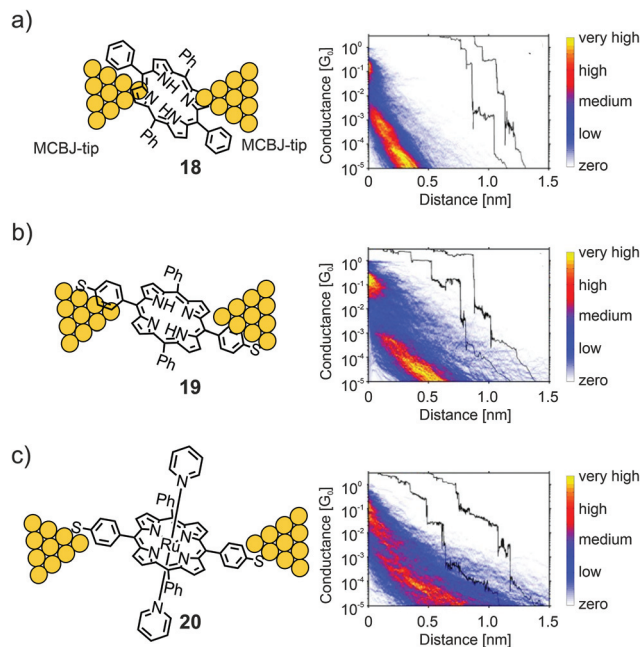 a)
Ph
NH
N
N
HN
Ph
MCBJ-tip
MCBJ-tip
18
Conductance [G₀]
10⁰
10⁻¹
10⁻²
10⁻³
10⁻⁴
10⁻⁵
0 0.5 1.0 1.5
Distance [nm]
very high
high
medium
low
zero
b)
S
Ph
NH N
N HN
Ph
S
19
Conductance [G₀]
10⁰
10⁻¹
10⁻²
10⁻³
10⁻⁴
10⁻⁵
0 0.5 1.0 1.5
Distance [nm]
very high
high
medium
low
zero
c)
N
Ph
S
N N
Ru
N N
S
Ph
N
20
Conductance [G₀]
10⁰
10⁻¹
10⁻²
10⁻³
10⁻⁴
10⁻⁵
0 0.5 1.0 1.5
Distance [nm]
very high
high
medium
low
zero